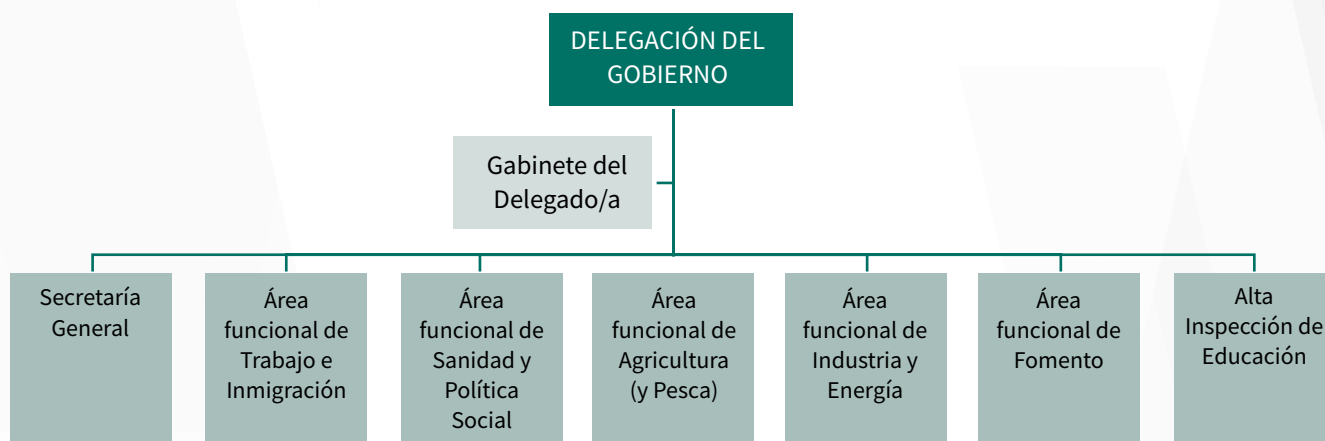 DELEGACIÓN DEL
GOBIERNO
Gabinete del
Delegado/a
Secretaría
General
Área
funcional de
Trabajo e
Inmigración
Área
funcional de
Sanidad y
Política
Social
Área
funcional de
Agricultura
(y Pesca)
Área
funcional de
Industria y
Energía
Área
funcional de
Fomento
Alta
Inspección de
Educación